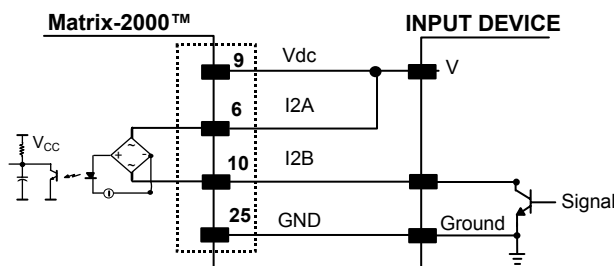 Matrix-2000™ INPUT DEVICE
9 Vdc V
6 I2A
VCC
10 I2B
+ ~ - ~
Signal
25 GND Ground